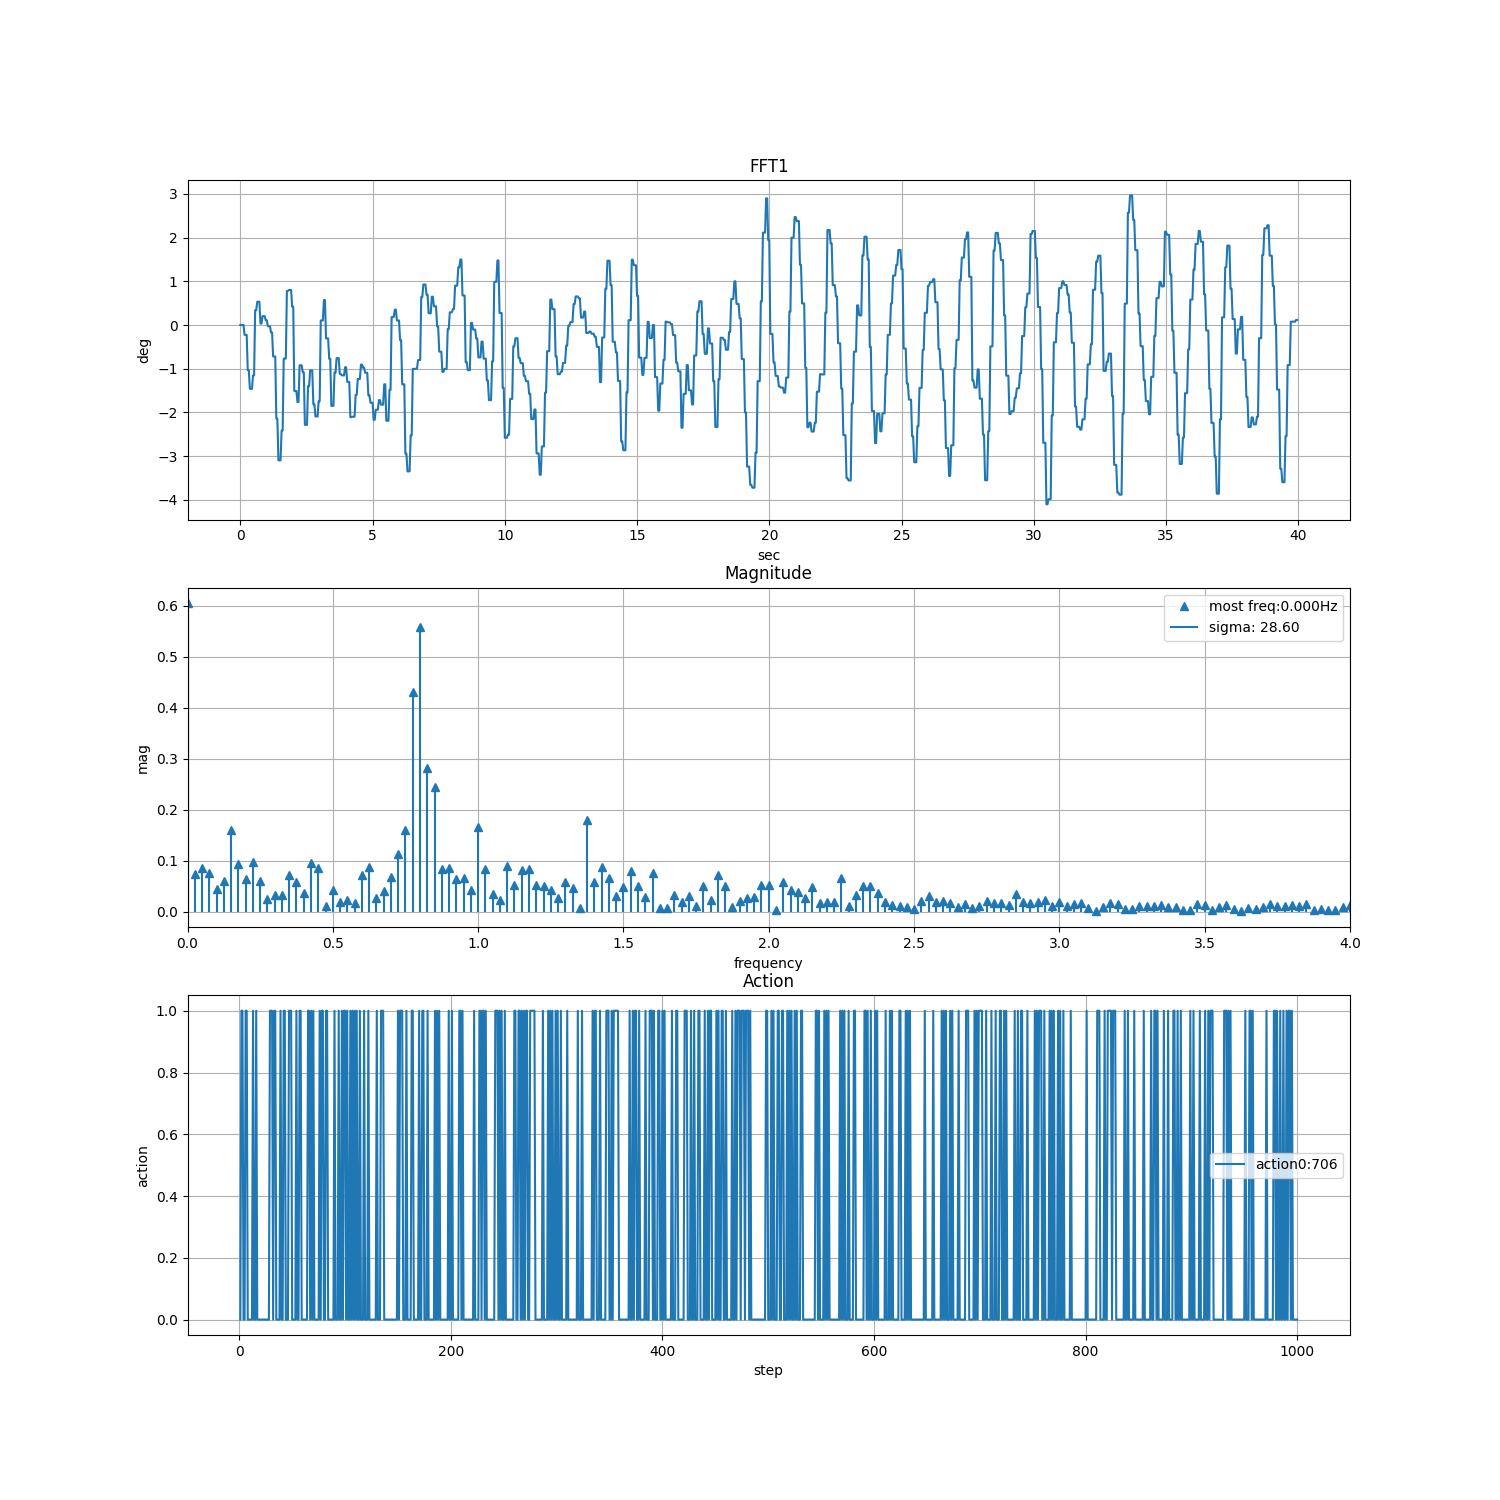 FFT1
3
2
1
0
−1
−2
−3
−4
deg
0 5 10 15 20 25 30 35 40
sec
Magnitude
0.6
0.5
0.4
0.3
0.2
0.1
0.0
mag
most freq:0.000Hz
sigma: 28.60
0.0 0.5 1.0 1.5 2.0 2.5 3.0 3.5 4.0
frequency
Action
1.0
0.8
0.6
0.4
0.2
0.0
action
action0:706
0 200 400 600 800 1000
step